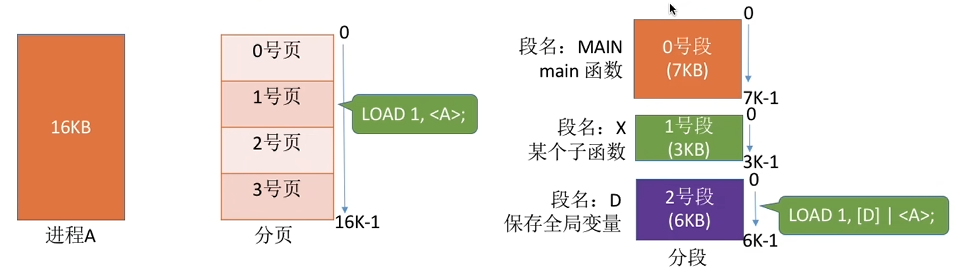 16KB
进程A
0号页
1号页
2号页
3号页
分页
0
LOAD 1, <A>;
16K-1
段名：MAIN
main 函数
0号段
(7KB)
0
7K-1
段名：X
某个子函数
1号段
(3KB)
0
3K-1
段名：D
保存全局变量
2号段
(6KB)
0
LOAD 1, [D] | <A>;
6K-1
分段